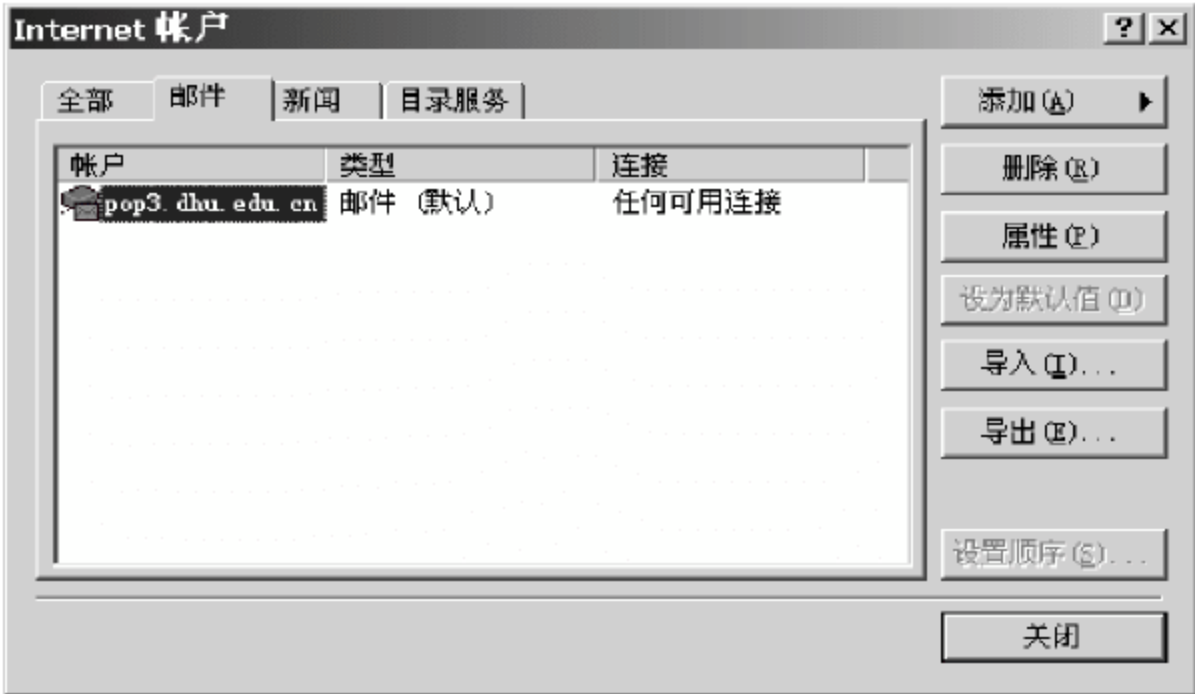 Internet 帐户
全部 邮件 新闻 目录服务
帐户 类型 连接
pop3.dhu.edu.cn 邮件 (默认) 任何可用连接
添加(A)
删除(R)
属性(P)
设为默认值(D)
导入(I)...
导出(E)...
设置顺序(S)...
关闭